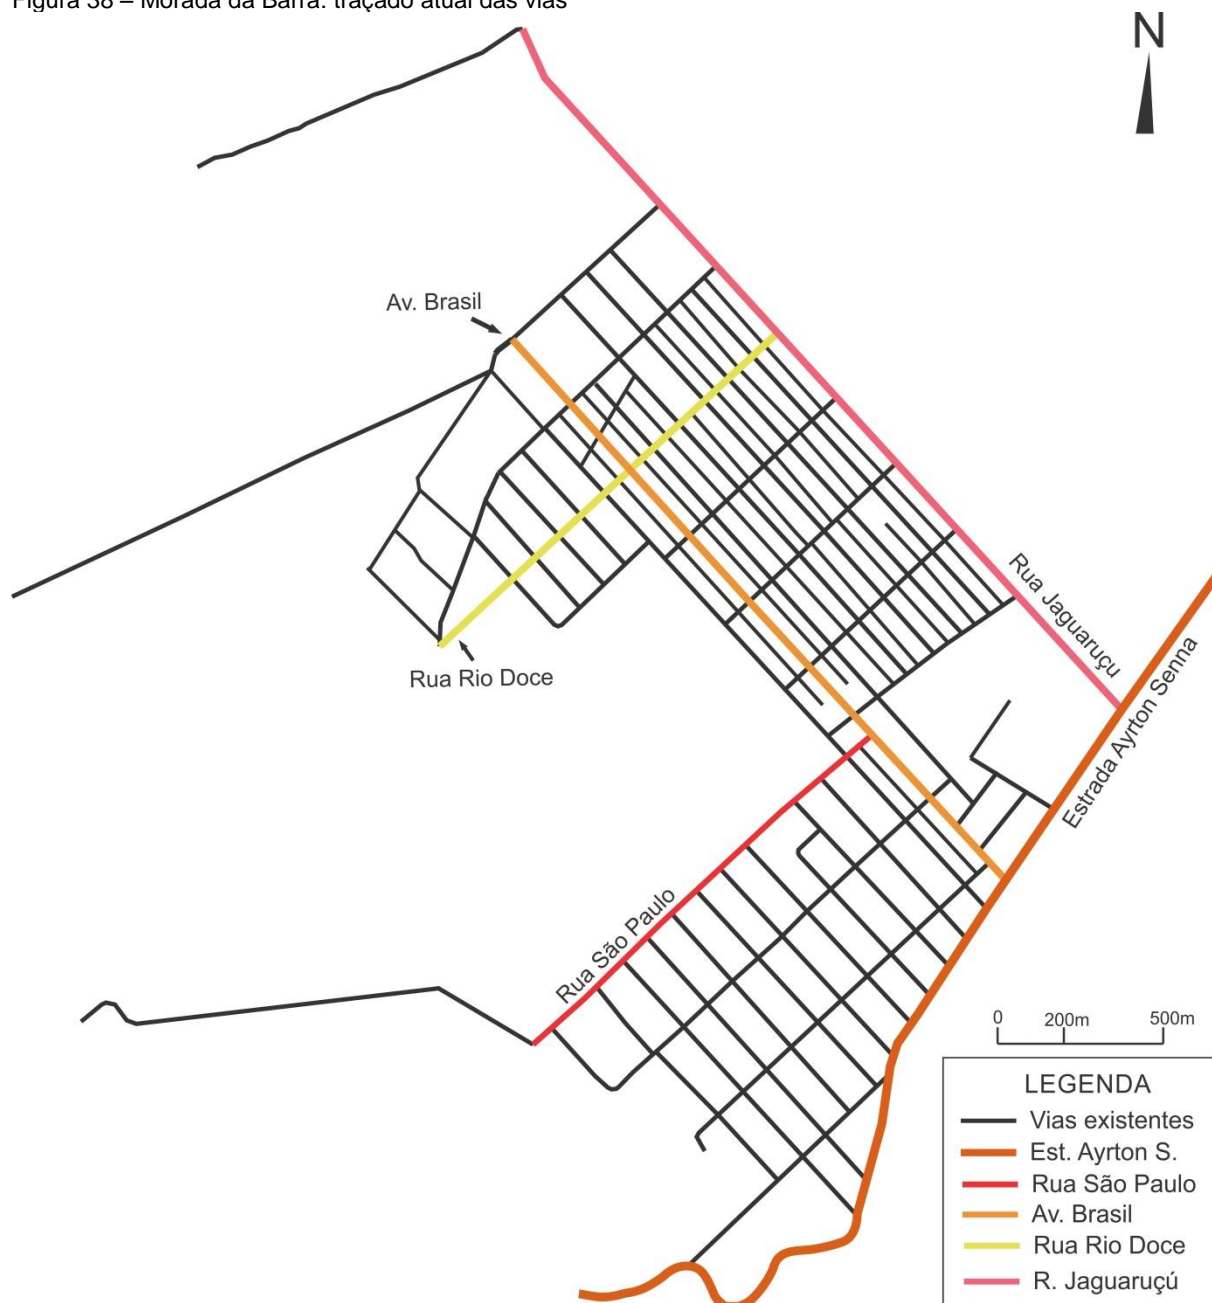 Figura 38 – Morada da Barra: traçado atual das vias
N
Av. Brasil
Rua Jaguaruçu
Rua Rio Doce
Estrada Ayrton Senna
Rua São Paulo
0 200m 500m
LEGENDA
Vias existentes
Est. Ayrton S.
Rua São Paulo
Av. Brasil
Rua Rio Doce
R. Jaguaruçú